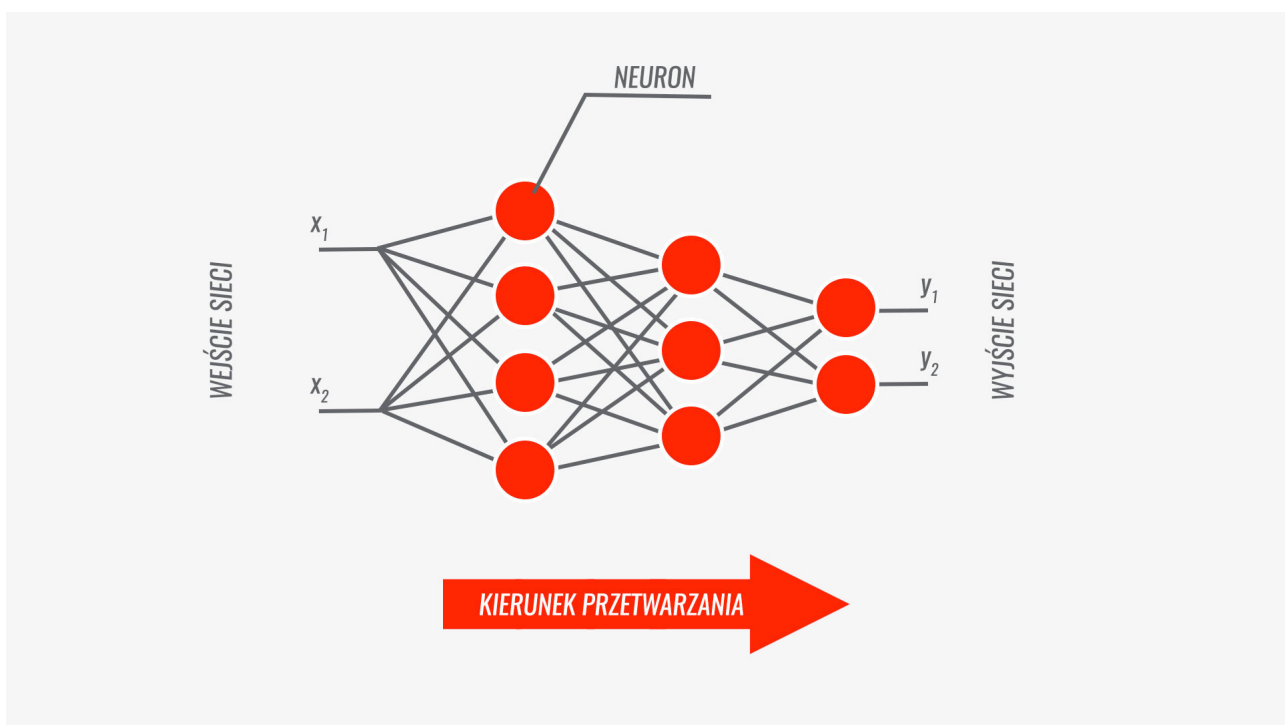 NEURON
x1
y1
WEJŚCIE SIECI
WYJŚCIE SIECI
y2
x2
KIERUNEK PRZETWARZANIA